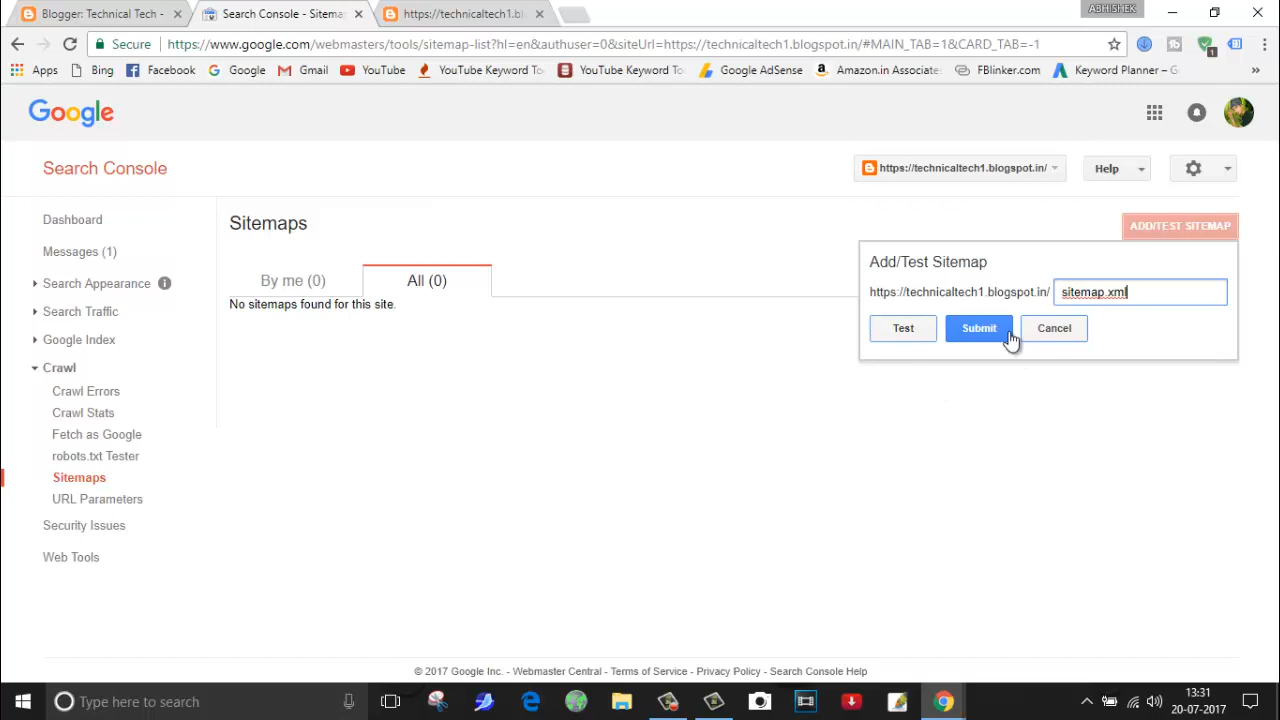 Blogger: Technical Tech -
Search Console - Sitema
https://technicaltech1.bl
ABHISHEK
Secure
https://www.google.com/webmasters/tools/sitemap-list?hl=en&authuser=0&siteUrl=https://technicaltech1.blogspot.in/#MAIN_TAB=1&CARD_TAB=-1
1
Apps
Bing
Facebook
Google
Gmail
YouTube
YouTube Keyword To
YouTube Keyword To
Google AdSense
Amazon.in Associate
FBlinker.com
Keyword Planner – G
Google
Search Console
https://technicaltech1.blogspot.in/
Help
Dashboard
Messages (1)
Search Appearance
Search Traffic
Google Index
Crawl
Crawl Errors
Crawl Stats
Fetch as Google
robots.txt Tester
Sitemaps
URL Parameters
Security Issues
Web Tools
Sitemaps
ADD/TEST SITEMAP
By me (0)
All (0)
No sitemaps found for this site.
Add/Test Sitemap
https://technicaltech1.blogspot.in/
sitemap.xml
Test
Submit
Cancel
© 2017 Google Inc. - Webmaster Central - Terms of Service - Privacy Policy - Search Console Help
Type here to search
13:31
20-07-2017